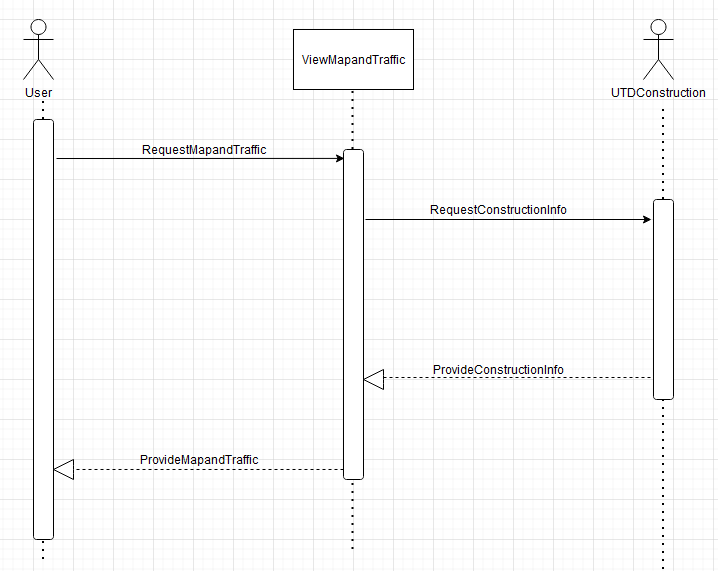 ViewMapandTraffic
User
UTDConstruction
RequestMapandTraffic
RequestConstructionInfo
ProvideConstructionInfo
ProvideMapandTraffic